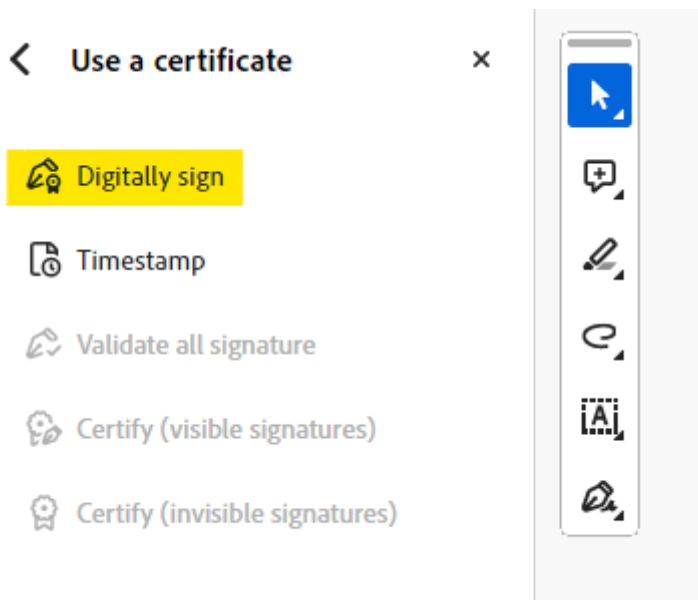 Use a certificate
Digitally sign
Timestamp
Validate all signature
Certify (visible signatures)
Certify (invisible signatures)
A